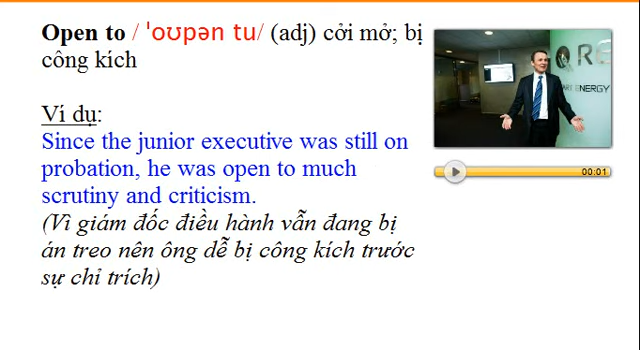 Open to / ˈoʊpən tu/ (adj) cởi mở; bị
công kích
Ví dụ:
Since the junior executive was still on
probation, he was open to much
scrutiny and criticism.
(Vì giám đốc điều hành vẫn đang bị
án treo nên ông dễ bị công kích trước
sự chỉ trích)
ENERGY
00:01